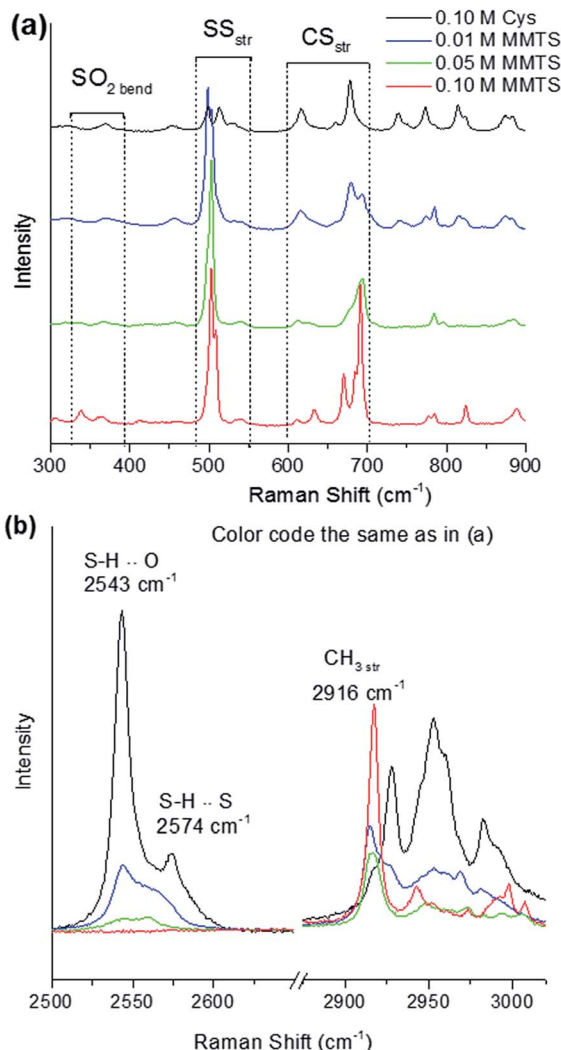 (a)
0.10 M Cys
0.01 M MMTS
0.05 M MMTS
0.10 M MMTS
SO2 bend
SSstr
CSstr
Intensity
300 400 500 600 700 800 900
Raman Shift (cm-1)
(b)
Color code the same as in (a)
S-H ·· O
2543 cm-1
S-H ·· S
2574 cm-1
CH3 str
2916 cm-1
Intensity
2500 2550 2600 2900 2950 3000
Raman Shift (cm-1)